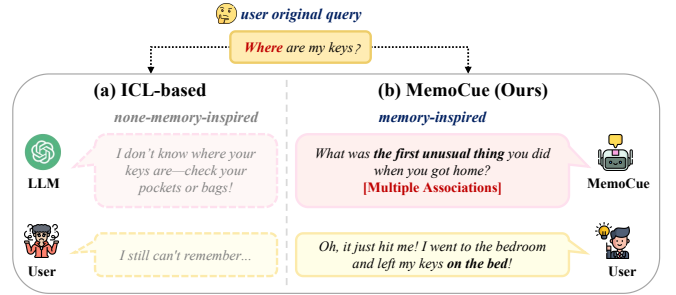 user original query
Where are my keys?
(a) ICL-based
none-memory-inspired
I don't know where your
keys are—check your
pockets or bags!
LLM
I still can't remember...
User
(b) MemoCue (Ours)
memory-inspired
What was the first unusual thing you did
when you got home?
[Multiple Associations]
MemoCue
Oh, it just hit me! I went to the bedroom
and left my keys on the bed!
User